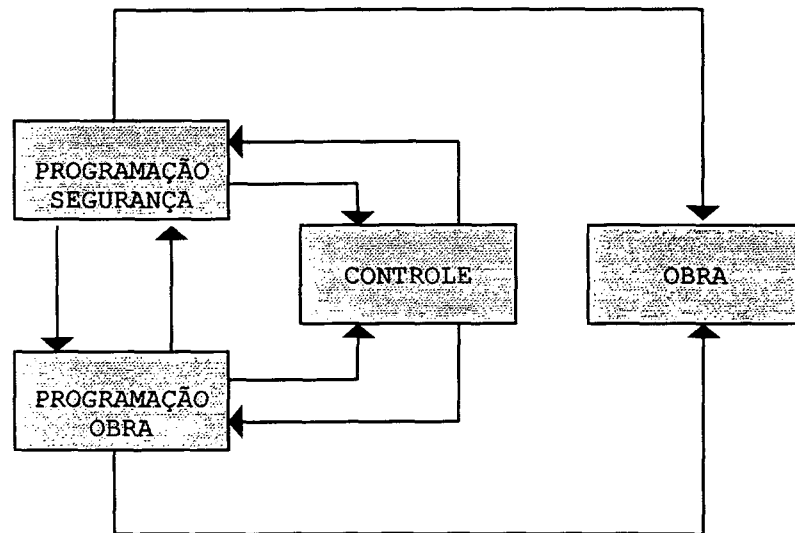 PROGRAMAÇÃO
SEGURANÇA
CONTROLE
OBRA
PROGRAMAÇÃO
OBRA